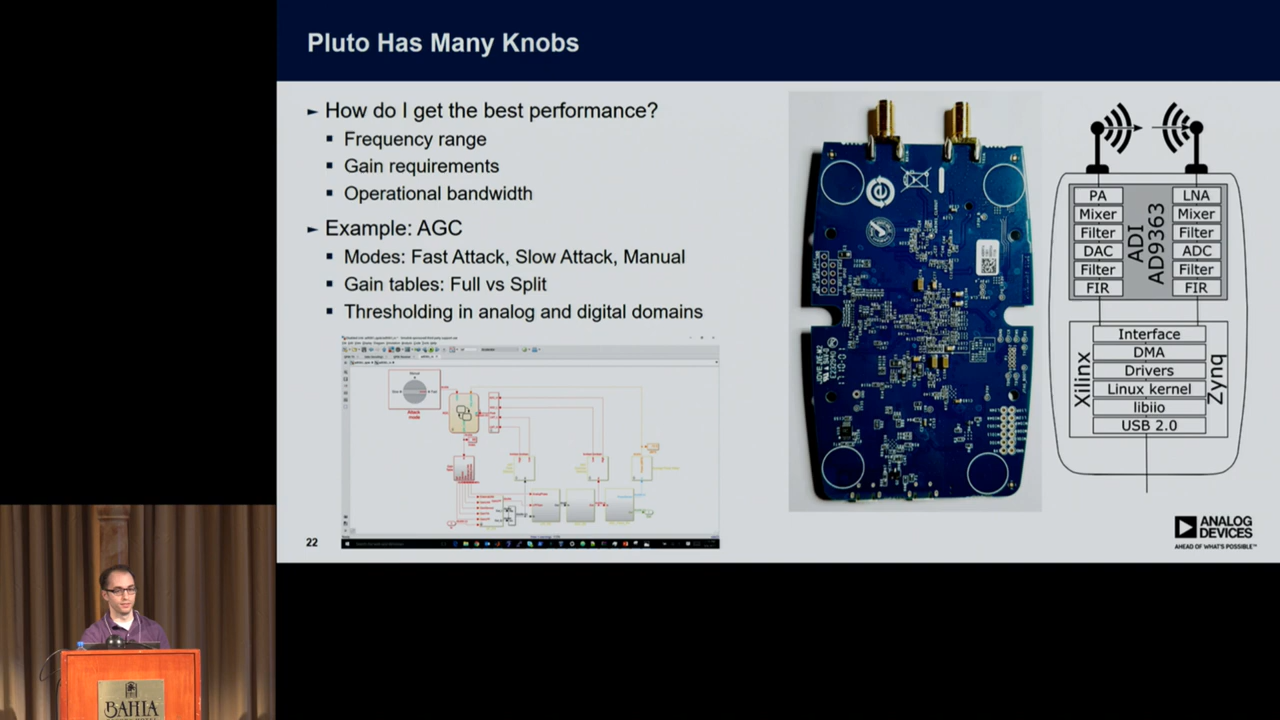 Pluto Has Many Knobs
► How do I get the best performance?
▪ Frequency range
▪ Gain requirements
▪ Operational bandwidth
► Example: AGC
▪ Modes: Fast Attack, Slow Attack, Manual
▪ Gain tables: Full vs Split
▪ Thresholding in analog and digital domains
22
PA
Mixer
Filter
DAC
Filter
FIR
ADI
AD9363
LNA
Mixer
Filter
ADC
Filter
FIR
Xilinx
Interface
DMA
Drivers
Linux kernel
libiio
USB 2.0
Zynq
ANALOG
DEVICES
AHEAD OF WHAT'S POSSIBLE™
BAHIA